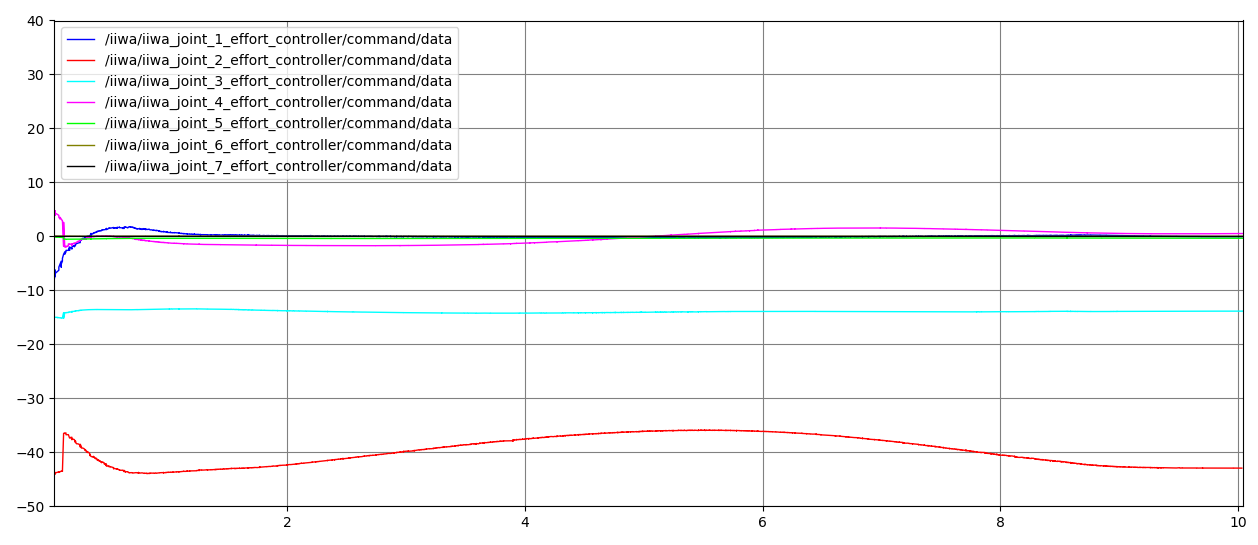 40
30
20
10
0
−10
−20
−30
−40
−50
/iiwa/iiwa_joint_1_effort_controller/command/data
/iiwa/iiwa_joint_2_effort_controller/command/data
/iiwa/iiwa_joint_3_effort_controller/command/data
/iiwa/iiwa_joint_4_effort_controller/command/data
/iiwa/iiwa_joint_5_effort_controller/command/data
/iiwa/iiwa_joint_6_effort_controller/command/data
/iiwa/iiwa_joint_7_effort_controller/command/data
2 4 6 8 10